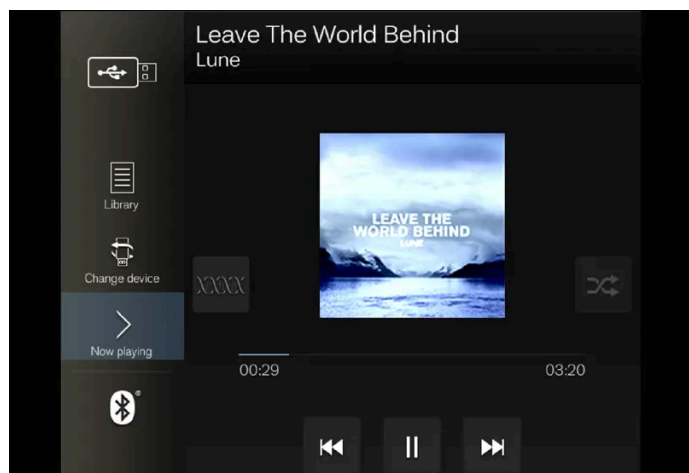 Leave The World Behind
Lune
Library
Change device
Now playing
LEAVE THE
WORLD BEHIND
LUNE
XXXX
00:29
03:20